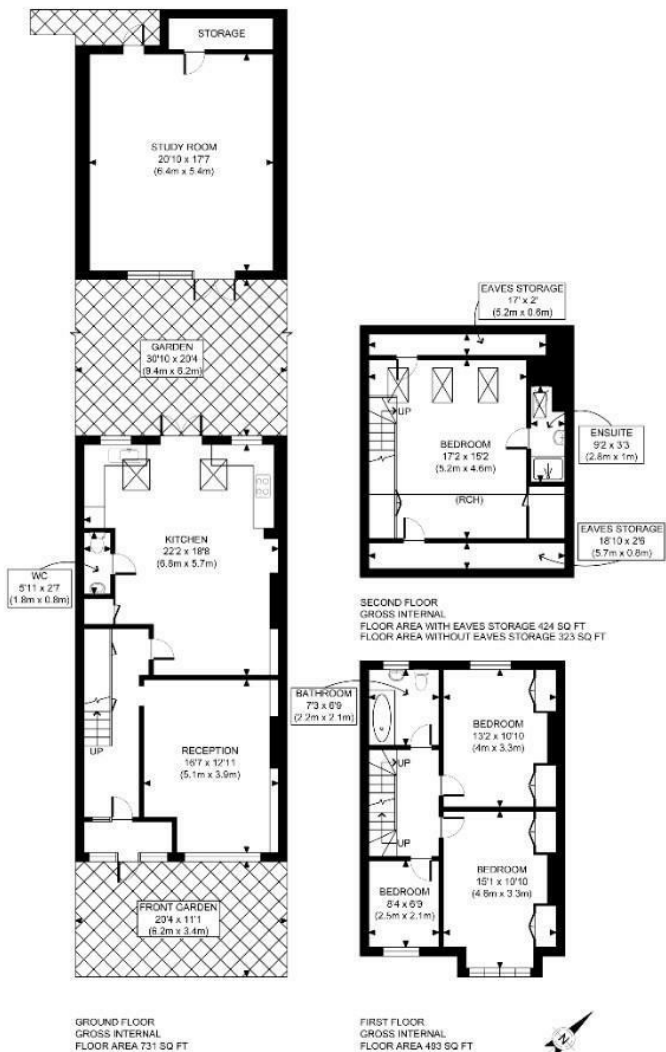 STORAGE
STUDY ROOM
20'10 x 17'7
(6.4m x 5.4m)
GARDEN
30'10 x 20'4
(9.4m x 6.2m)
KITCHEN
22'2 x 18'8
(6.8m x 5.7m)
WC
5'11 x 2'7
(1.8m x 0.8m)
UP
RECEPTION
16'7 x 12'11
(5.1m x 3.9m)
FRONT GARDEN
20'4 x 11'1
(6.2m x 3.4m)
GROUND FLOOR
GROSS INTERNAL
FLOOR AREA 731 SQ FT
EAVES STORAGE
17' x 2'
(5.2m x 0.6m)
UP
BEDROOM
17'2 x 15'2
(5.2m x 4.6m)
(RCH)
ENSUITE
9'2 x 3'3
(2.8m x 1m)
EAVES STORAGE
18'10 x 2'6
(5.7m x 0.8m)
SECOND FLOOR
GROSS INTERNAL
FLOOR AREA WITH EAVES STORAGE 424 SQ FT
FLOOR AREA WITHOUT EAVES STORAGE 323 SQ FT
BATHROOM
7'3 x 6'9
(2.2m x 2.1m)
BEDROOM
13'2 x 10'10
(4m x 3.3m)
UP
UP
BEDROOM
8'4 x 6'9
(2.5m x 2.1m)
BEDROOM
15'1 x 10'10
(4.6m x 3.3m)
FIRST FLOOR
GROSS INTERNAL
FLOOR AREA 483 SQ FT
N